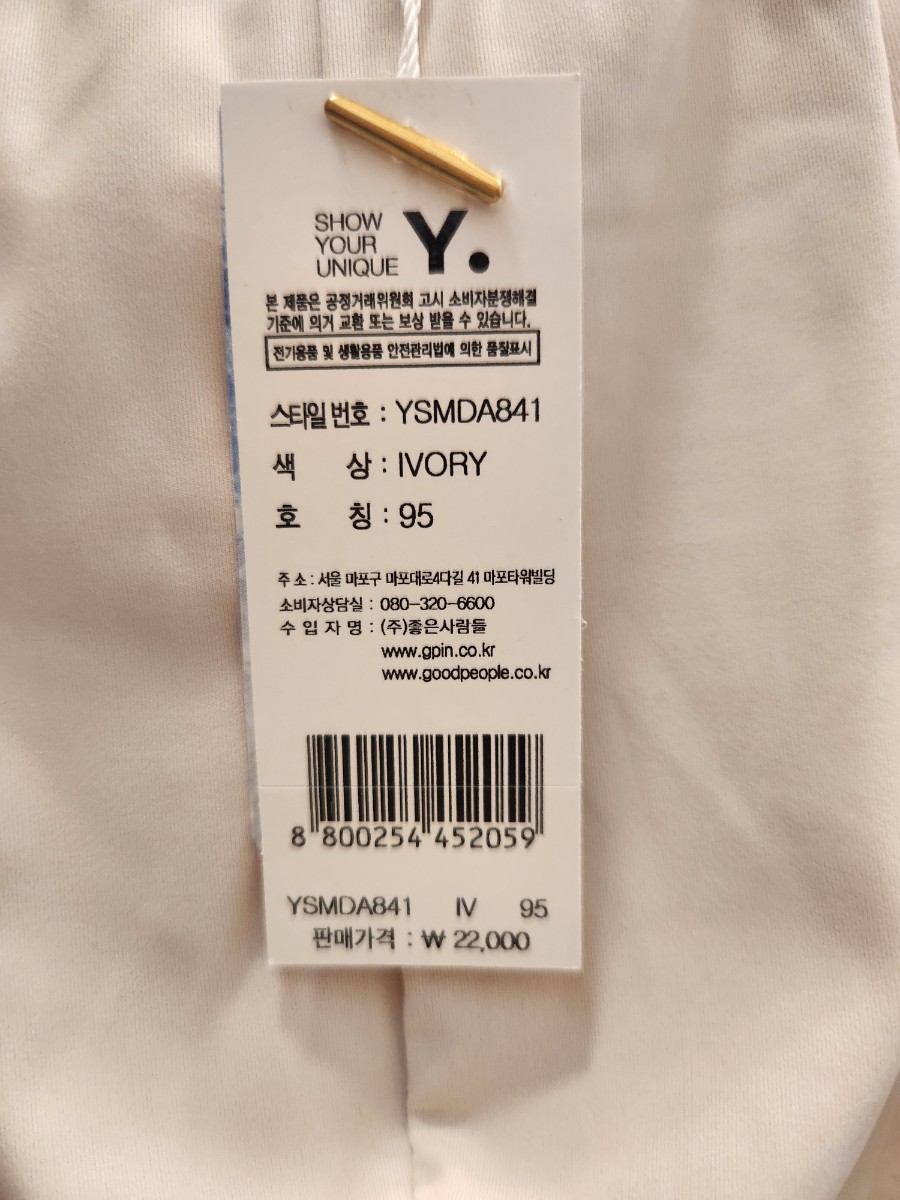 SHOW
YOUR
UNIQUE
Y.
본 제품은 공정거래위원회 고시 소비자분쟁해결
기준에 의거 교환 또는 보상 받을 수 있습니다.
전기용품 및 생활용품 안전관리법에 의한 품질표시
스타일번호 : YSMDA841
색 상 : IVORY
호 칭 : 95
주 소 : 서울 마포구 마포대로4다길 41 마포타워빌딩
소비자상담실 : 080-320-6600
수 입 자 명 : (주)좋은사람들
www.gpin.co.kr
www.goodpeople.co.kr
8 800254 452059
YSMDA841 IV 95
판매가격 : ₩ 22,000